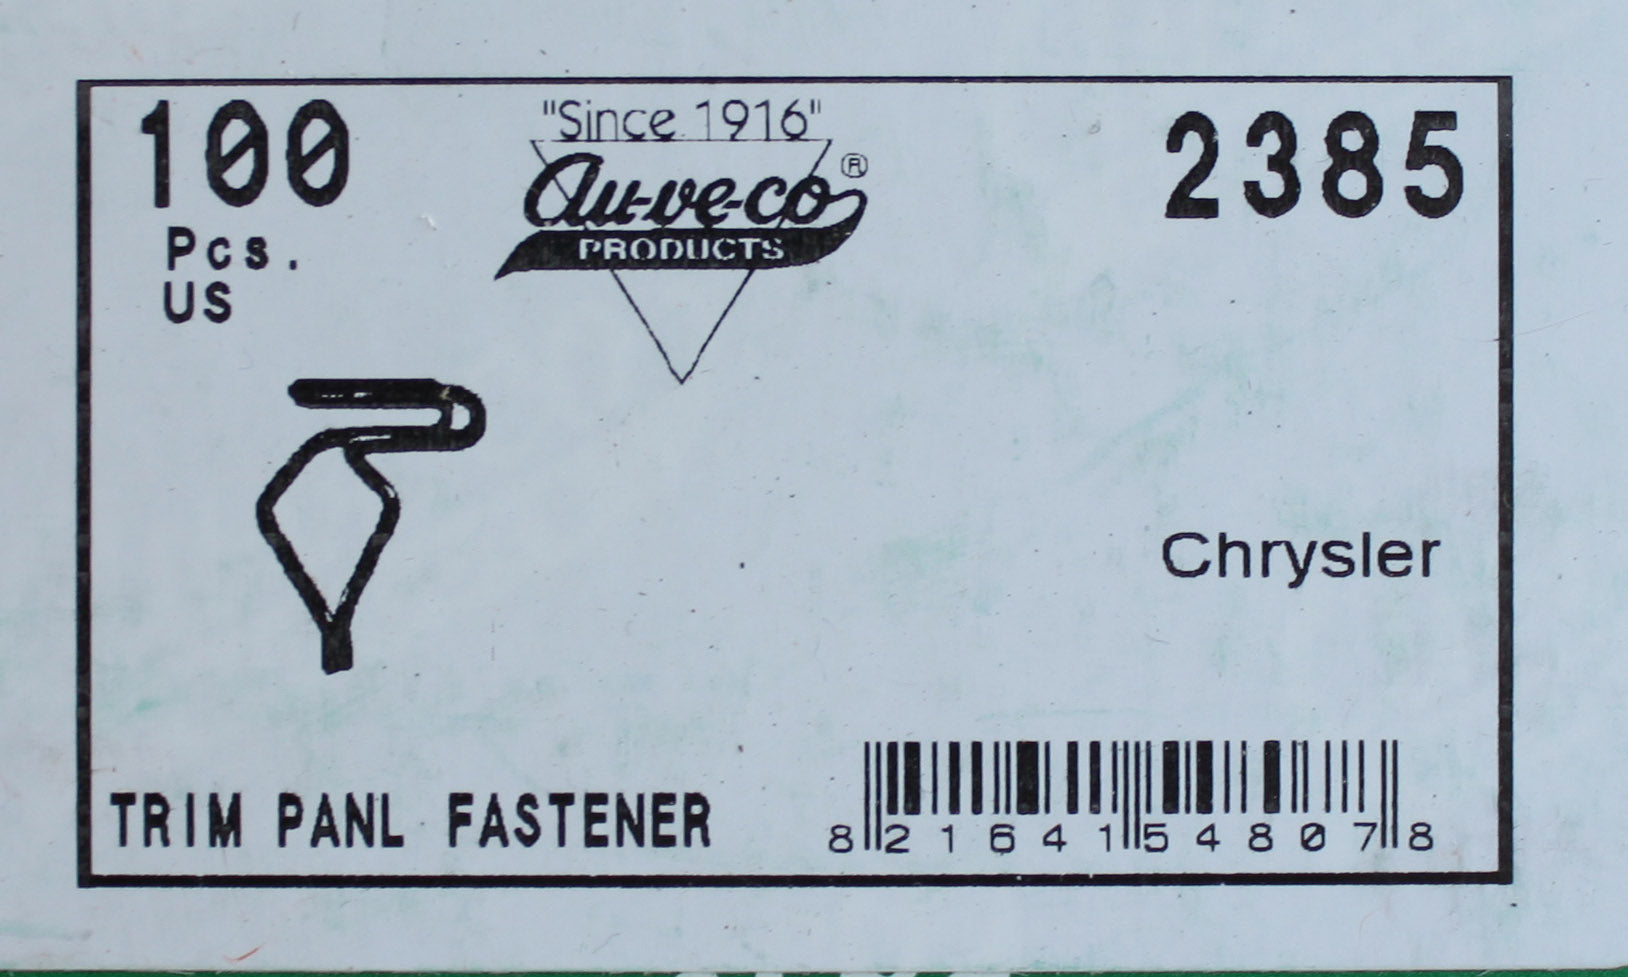 100
Pcs.
US
"Since 1916"
Au-ve-co®
PRODUCTS
2385
Chrysler
TRIM PANL FASTENER
8 21641 54807 8